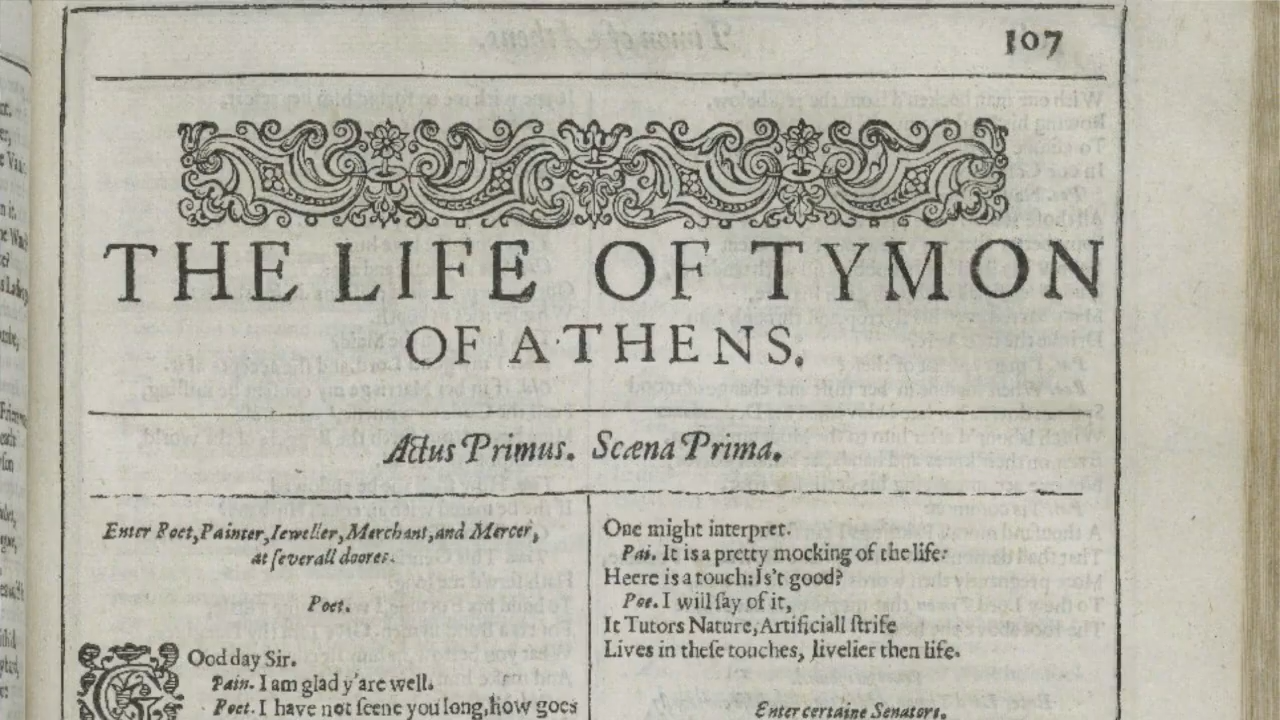 107
THE LIFE OF TYMON
OF ATHENS.
Actus Primus. Scæna Prima.
Enter Poet, Painter, Ieweller, Merchant, and Mercer,
at ſeverall doores.
Poet.
GOod day Sir.
Pain. I am glad y'are well.
Poet. I have not ſeene you long, how goes
One might interpret.
Pai. It is a pretty mocking of the life:
Heere is a touch: Is't good?
Poe. I will ſay of it,
It Tutors Nature, Artificiall ſtrife
Lives in theſe touches, livelier then life.
Enter certaine Senators.